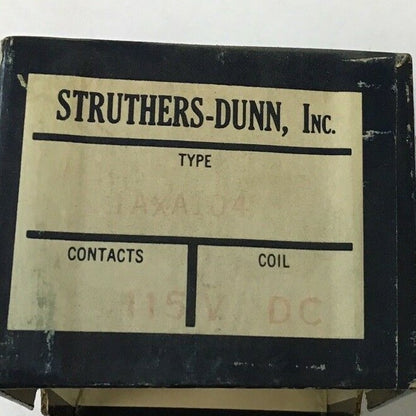 STRUTHERS-DUNN, INC.
TYPE
1AXA104
CONTACTS COIL
115 V DC